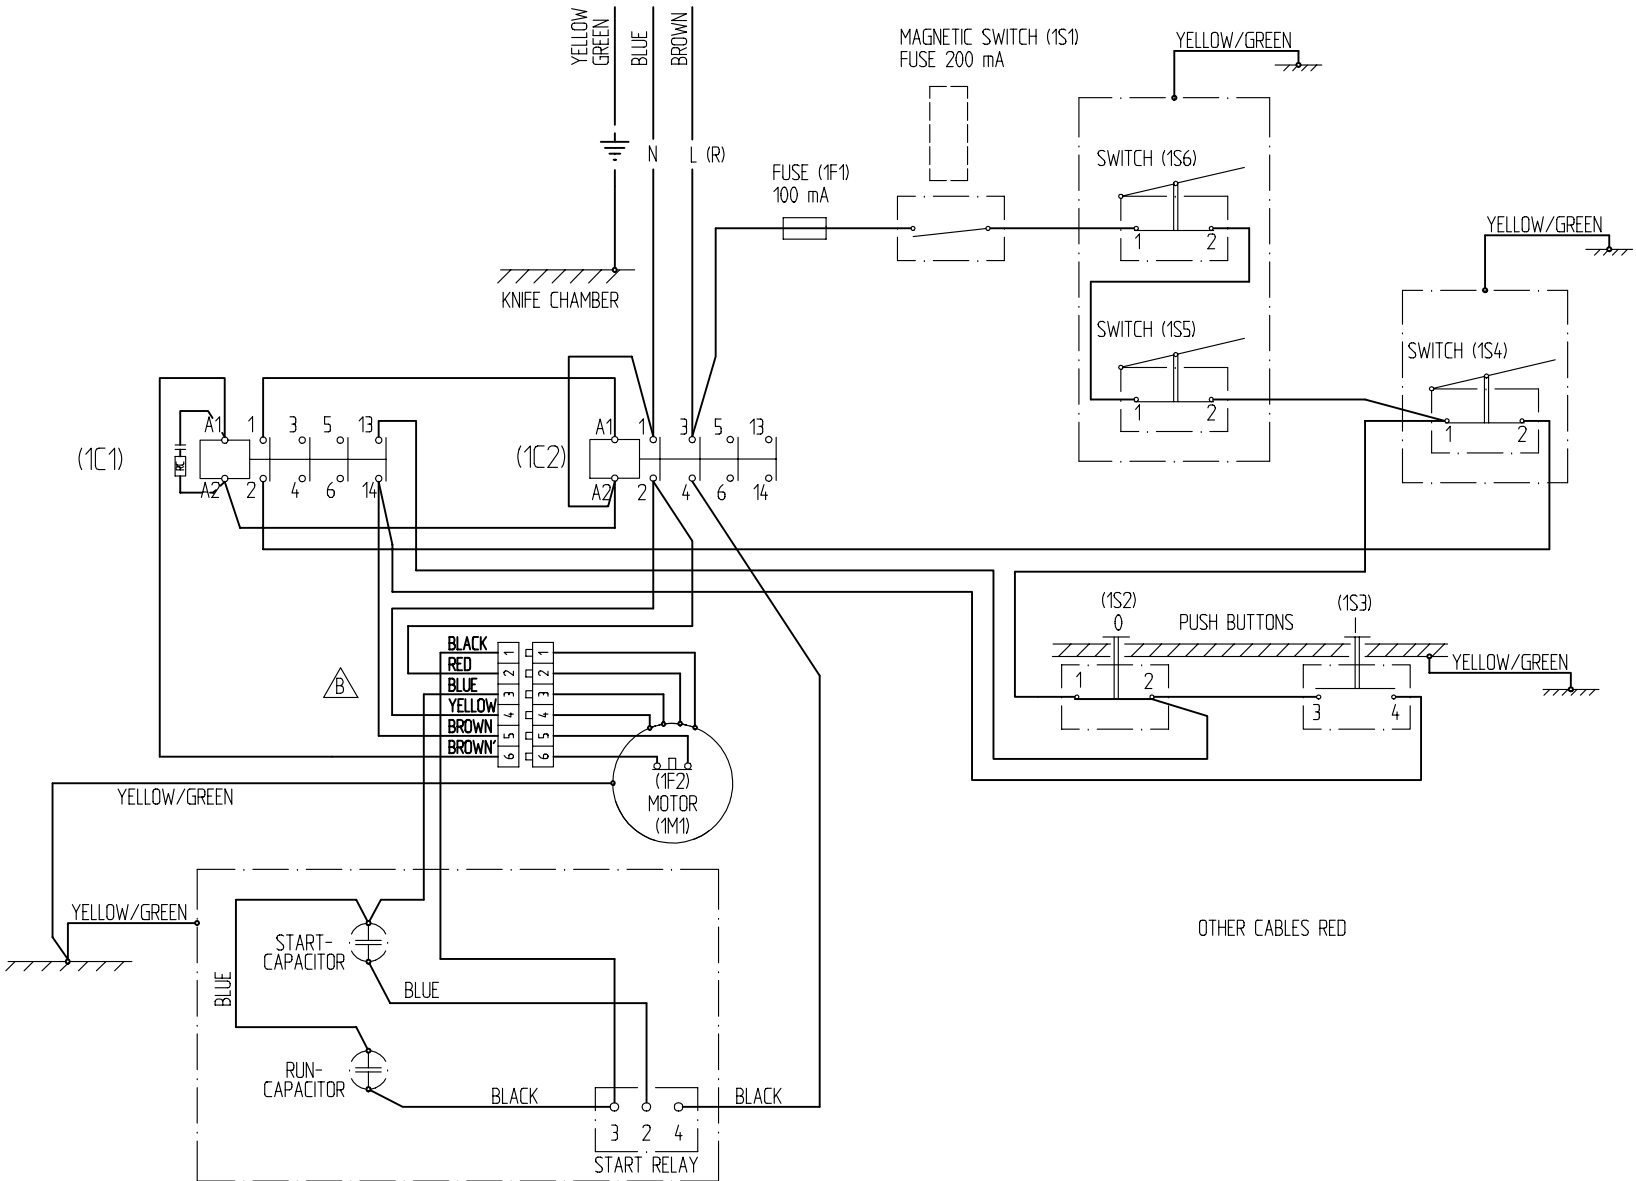 YELLOW
GREEN
BLUE
BROWN
N
L (R)
KNIFE CHAMBER
MAGNETIC SWITCH (1S1)
FUSE 200 mA
FUSE (1F1)
100 mA
YELLOW/GREEN
SWITCH (1S6)
1 2
SWITCH (1S5)
1 2
YELLOW/GREEN
SWITCH (1S4)
1 2
(1C1)
A1 1 3 5 13
RC
A2 2 4 6 14
(1C2)
A1 1 3 5 13
A2 2 4 6 14
(1S2)
0
PUSH BUTTONS
(1S3)
I
1 2
3 4
YELLOW/GREEN
B
BLACK 1 1
RED 2 2
BLUE 3 3
YELLOW 4 4
BROWN 5 5
BROWN' 6 6
(1F2)
MOTOR
(1M1)
YELLOW/GREEN
YELLOW/GREEN
START-
CAPACITOR
BLUE
BLUE
RUN-
CAPACITOR
BLACK
BLACK
3 2 4
START RELAY
OTHER CABLES RED